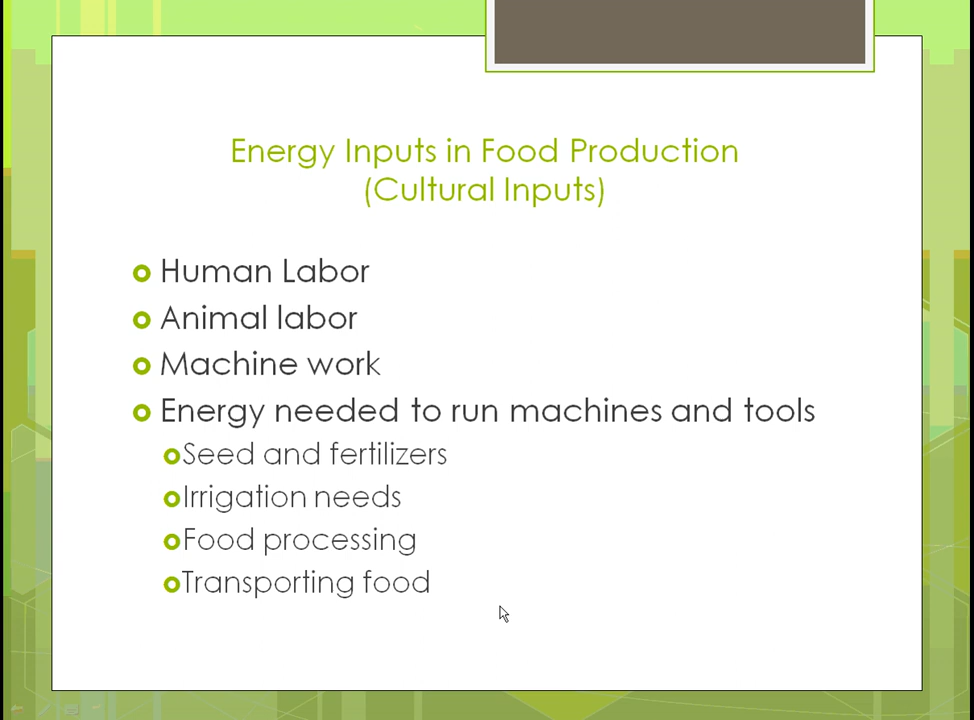 Energy Inputs in Food Production
(Cultural Inputs)
Human Labor
Animal labor
Machine work
Energy needed to run machines and tools
Seed and fertilizers
Irrigation needs
Food processing
Transporting food